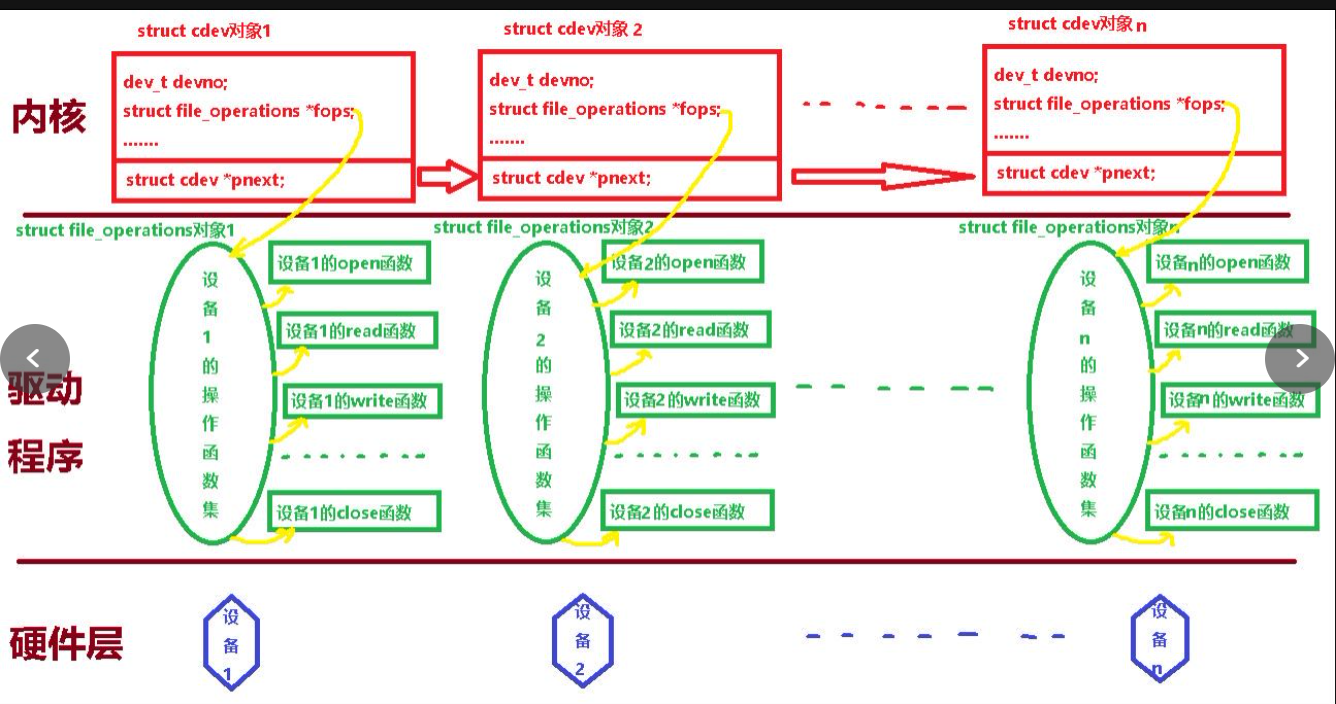 struct cdev对象1
struct cdev对象 2
struct cdev对象 n
内核
dev_t devno;
struct file_operations *fops;
.......
struct cdev *pnext;
dev_t devno;
struct file_operations *fops;
.......
struct cdev *pnext;
dev_t devno;
struct file_operations *fops;
.......
struct cdev *pnext;
struct file_operations对象1
struct file_operations对象2
struct file_operations对象n
驱动
程序
设备1的操作函数集
设备1的open函数
设备1的read函数
设备1的write函数
设备1的close函数
设备2的操作函数集
设备2的open函数
设备2的read函数
设备2的write函数
设备2的close函数
设备n的操作函数集
设备n的open函数
设备n的read函数
设备n的write函数
设备n的close函数
硬件层
设备1
设备2
设备n